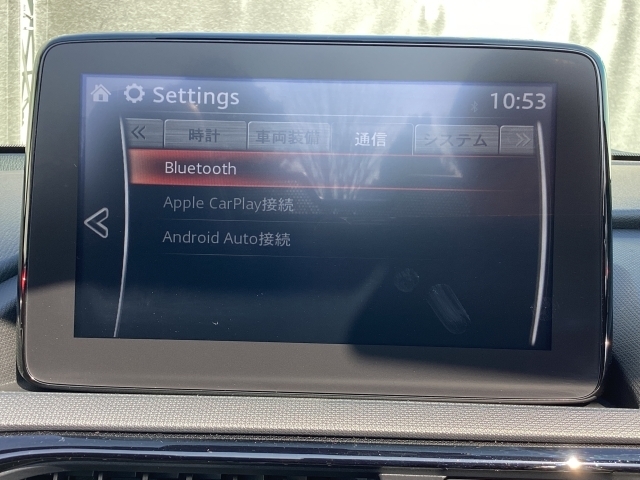 Settings 10:53
時計 車両装備 通信 システム
Bluetooth
Apple CarPlay接続
Android Auto接続